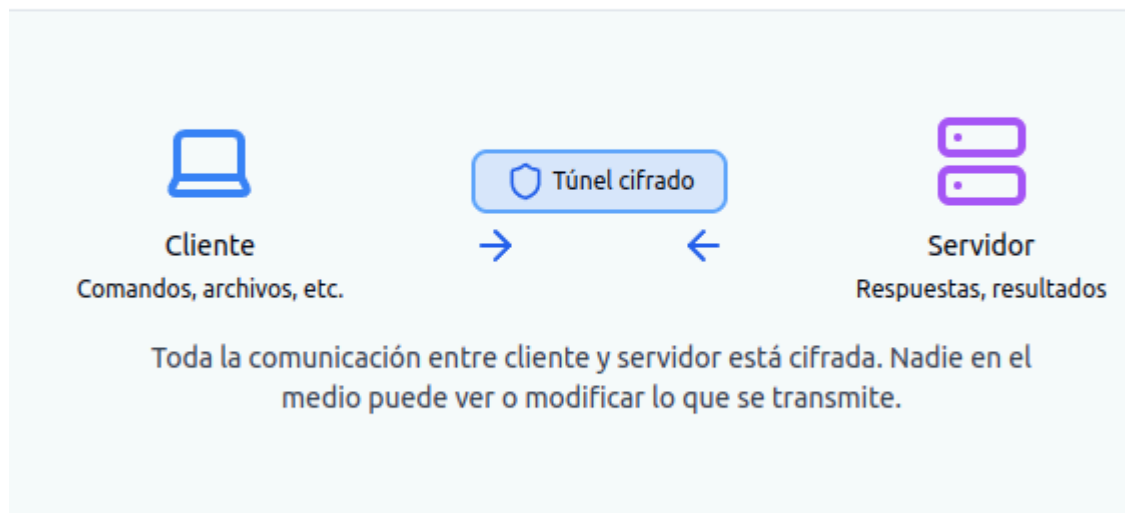 Túnel cifrado
Cliente
Servidor
Comandos, archivos, etc.
Respuestas, resultados
Toda la comunicación entre cliente y servidor está cifrada. Nadie en el
medio puede ver o modificar lo que se transmite.